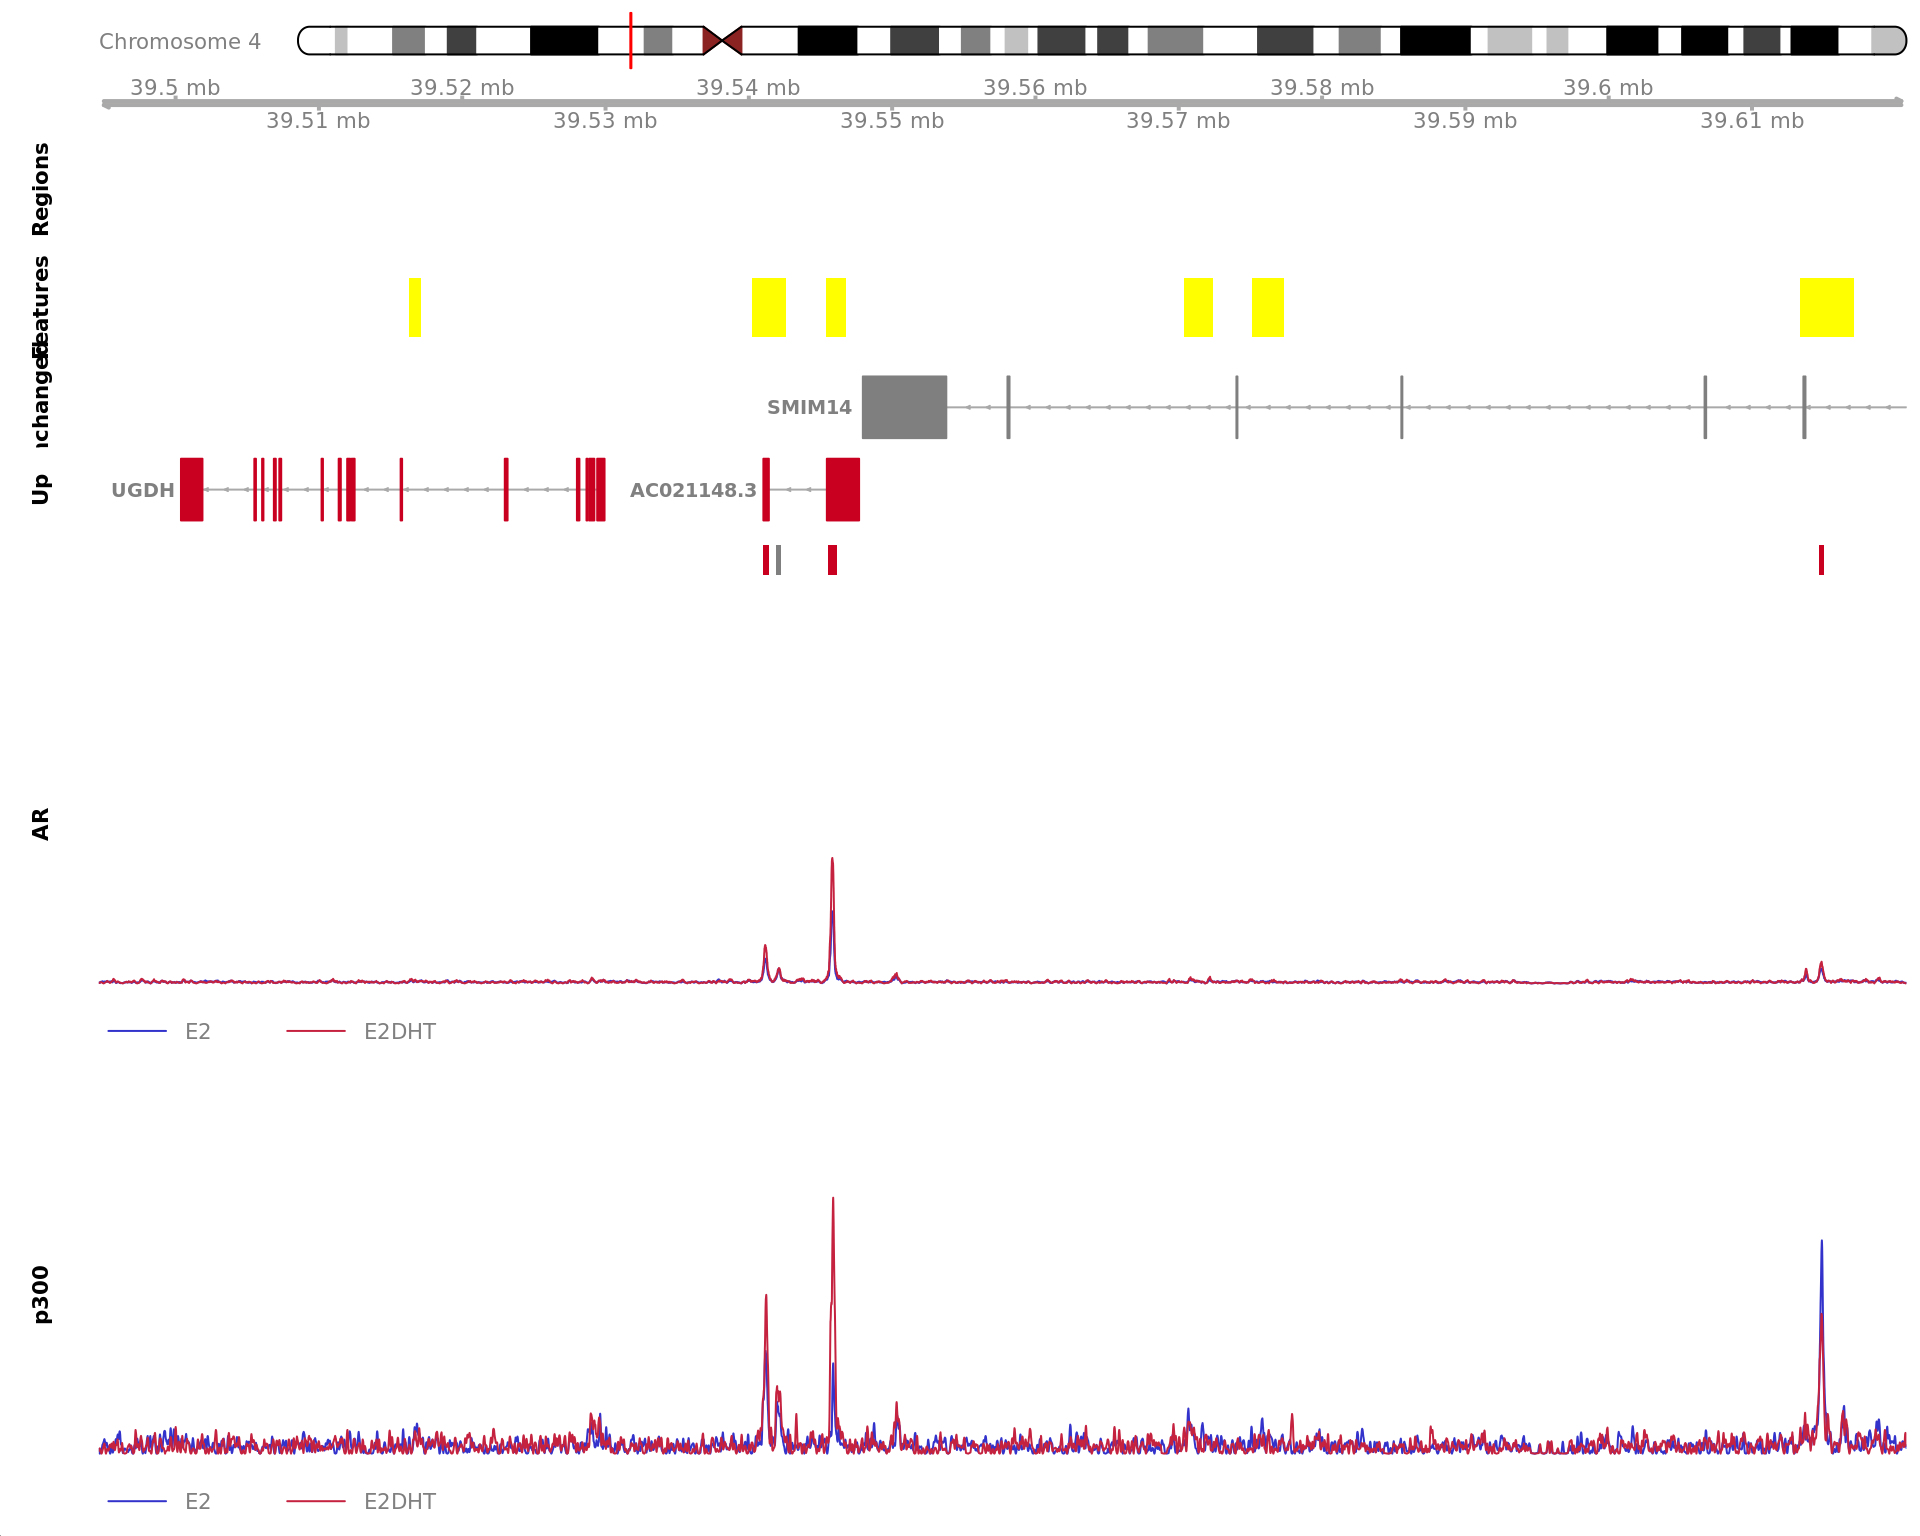 Chromosome 4
39.5 mb 39.52 mb 39.54 mb 39.56 mb 39.58 mb 39.6 mb
39.51 mb 39.53 mb 39.55 mb 39.57 mb 39.59 mb 39.61 mb
Regions
Features
changed
SMIM14
Up
UGDH
AC021148.3
AR
E2 E2DHT
p300
E2 E2DHT